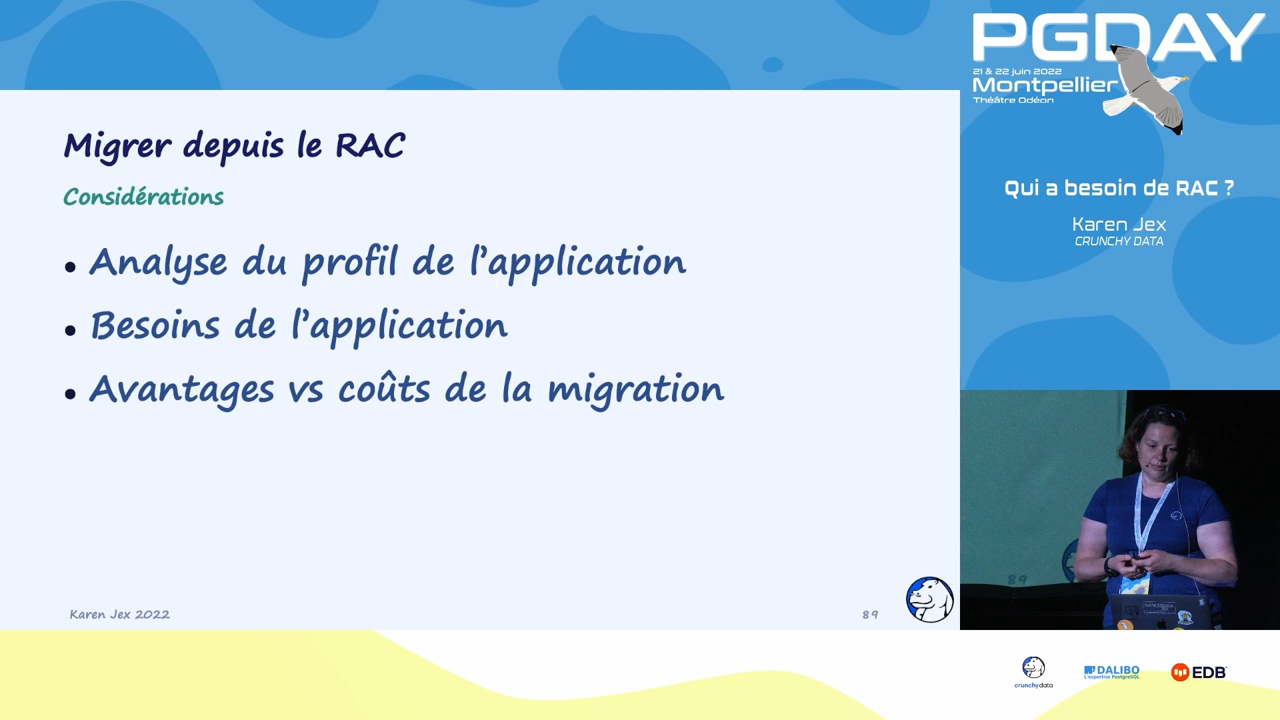 Migrer depuis le RAC
Considérations
• Analyse du profil de l'application
• Besoins de l'application
• Avantages vs coûts de la migration
Karen Jex 2022
89
PGDAY
21 & 22 juin 2022
Montpellier
Théâtre Odéon
Qui a besoin de RAC ?
Karen Jex
CRUNCHY DATA
89
crunchydata
DALIBO
L'expertise PostgreSQL
EDB